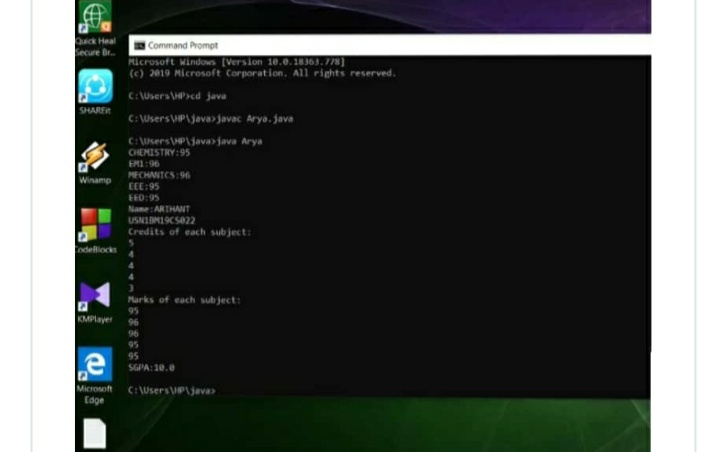 Quick Heal
Secure Br...
SHAREit
Winamp
CodeBlocks
KMPlayer
Microsoft
Edge
Command Prompt
Microsoft Windows [Version 10.0.18363.778]
(c) 2019 Microsoft Corporation. All rights reserved.
C:\Users\HP>cd java
C:\Users\HP\java>javac Arya.java
C:\Users\HP\java>java Arya
CHEMISTRY:95
EM1:96
MECHANICS:96
EEE:95
EED:95
Name:ARIHANT
USN1BM19CS022
Credits of each subject:
5
4
4
4
3
Marks of each subject:
95
96
96
95
95
SGPA:10.0
C:\Users\HP\java>